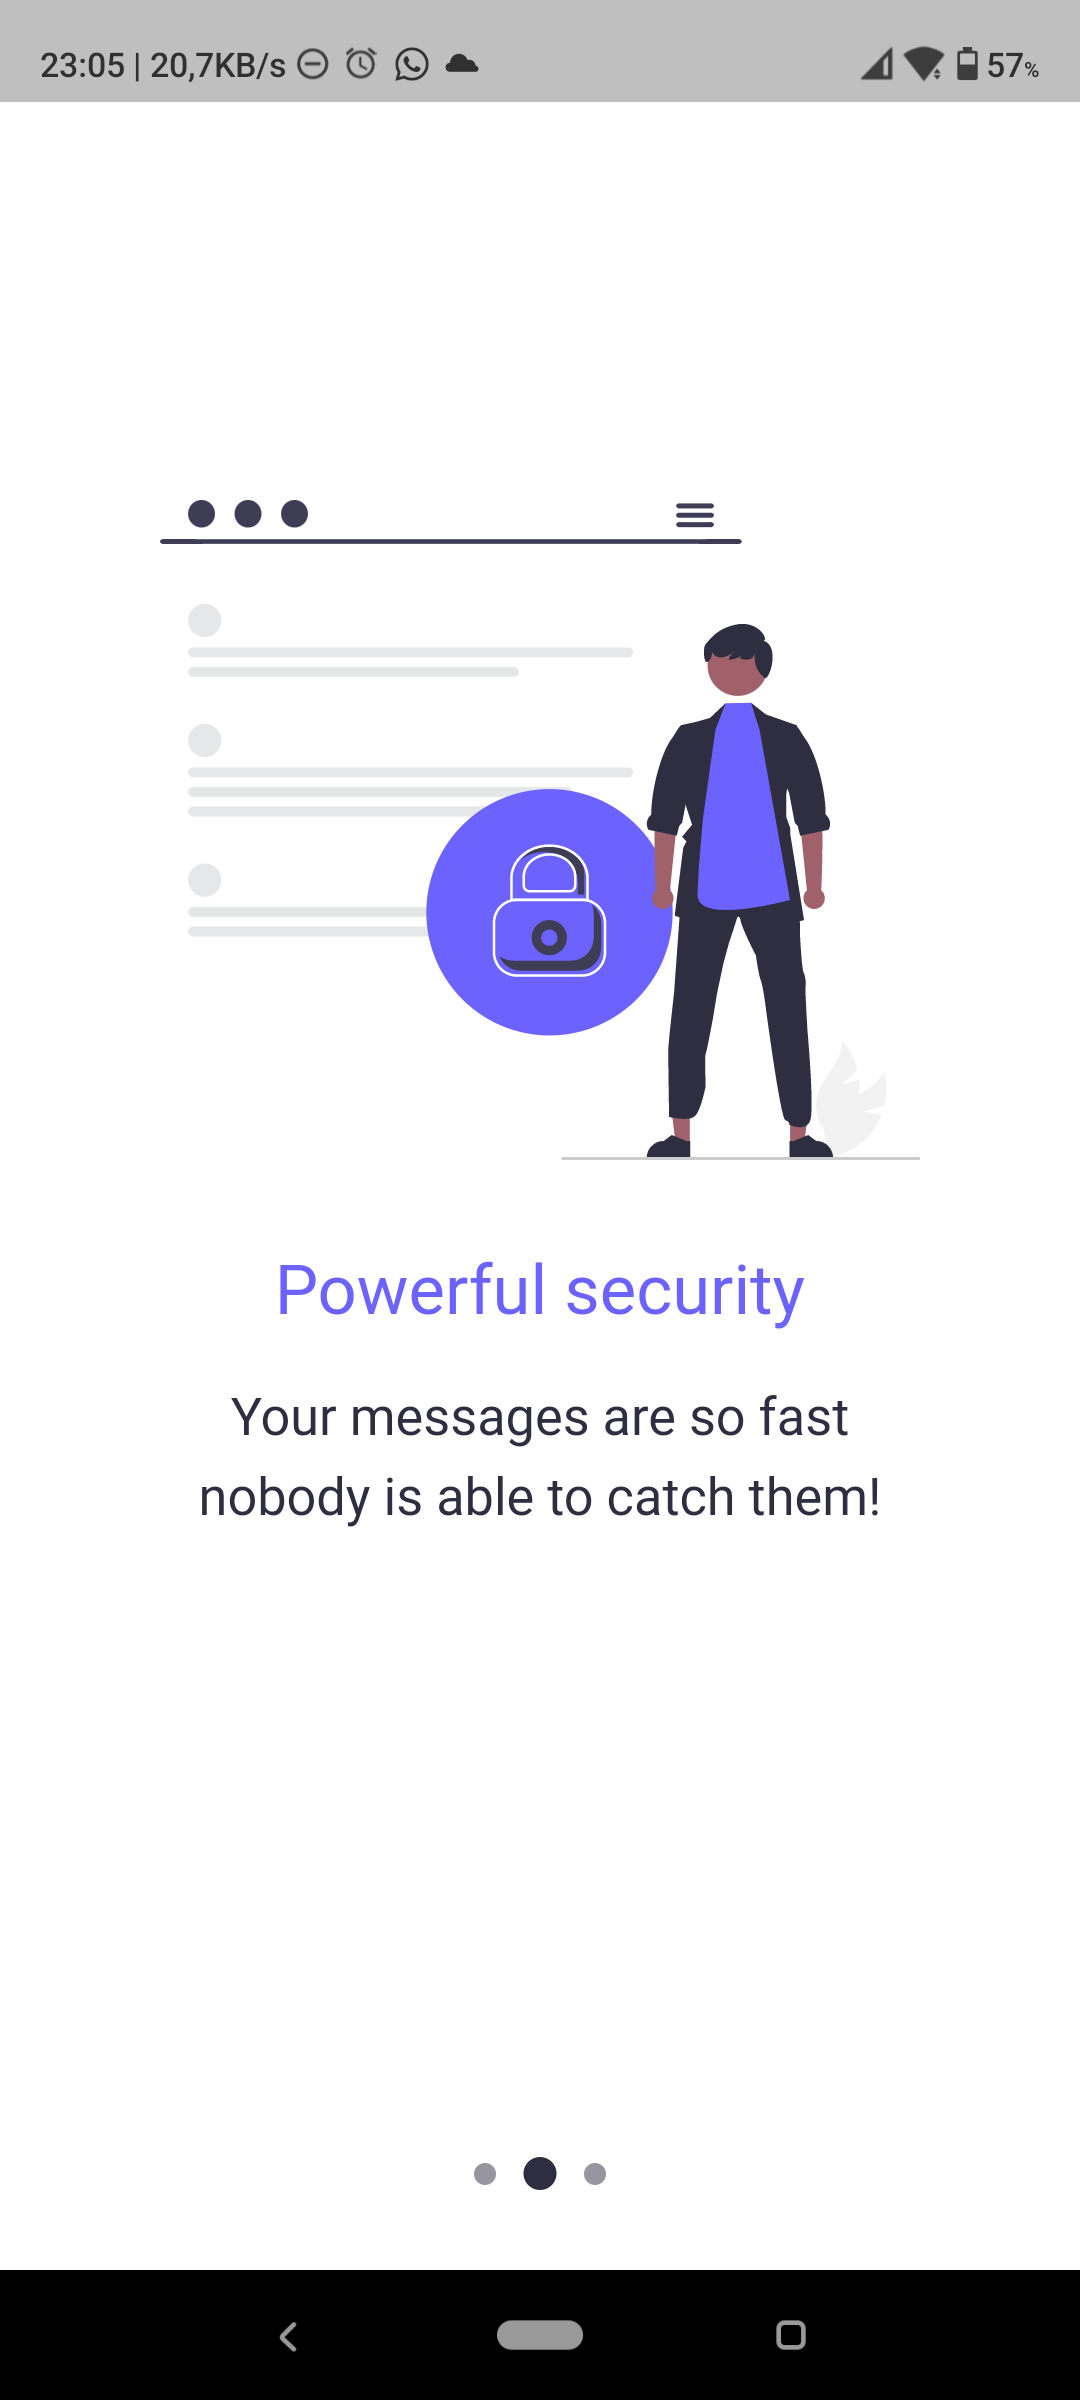 23:05 | 20,7KB/s 57%
Powerful security
Your messages are so fast
nobody is able to catch them!